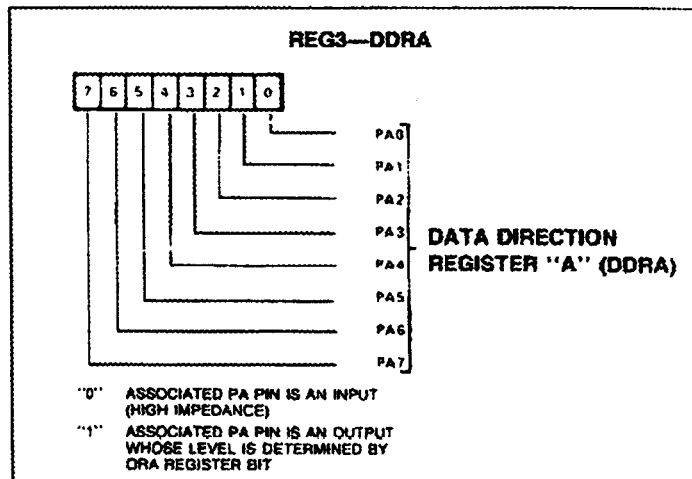 REG3—DDRA
7 6 5 4 3 2 1 0
PA0
PA1
PA2
PA3
PA4
PA5
PA6
PA7
DATA DIRECTION
REGISTER "A" (DDRA)
"0" ASSOCIATED PA PIN IS AN INPUT
(HIGH IMPEDANCE)
"1" ASSOCIATED PA PIN IS AN OUTPUT
WHOSE LEVEL IS DETERMINED BY
ORA REGISTER BIT